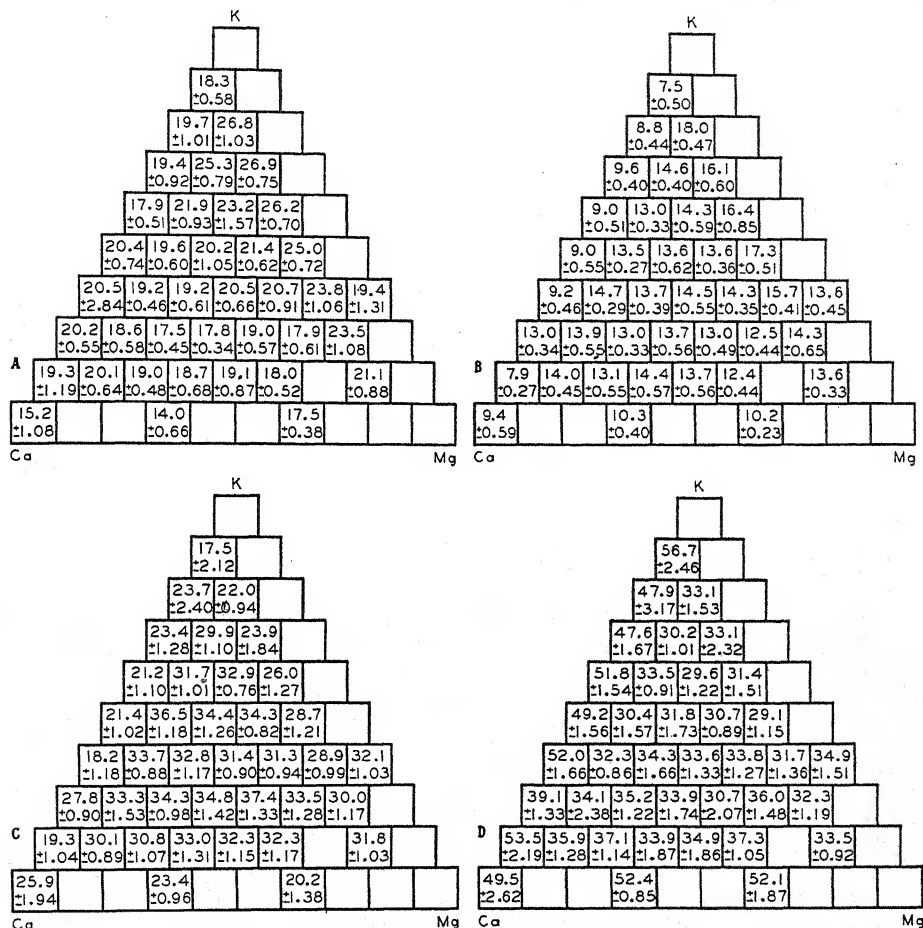 K
18.3
±0.58
19.7 26.8
±1.01 ±1.03
19.4 25.3 26.9
±0.92 ±0.79 ±0.75
17.9 21.9 23.2 26.2
±0.51 ±0.93 ±1.57 ±0.70
20.4 19.6 20.2 21.4 25.0
±0.74 ±0.60 ±1.05 ±0.62 ±0.72
20.5 19.2 19.2 20.5 20.7 23.8 19.4
±2.84 ±0.46 ±0.61 ±0.66 ±0.91 ±1.06 ±1.31
20.2 18.6 17.5 17.8 19.0 17.9 23.5
±0.55 ±0.58 ±0.45 ±0.34 ±0.57 ±0.61 ±1.08
A
19.3 20.1 19.0 18.7 19.1 18.0 21.1
±1.19 ±0.64 ±0.48 ±0.68 ±0.87 ±0.52 ±0.88
15.2 14.0 17.5
±1.08 ±0.66 ±0.38
Ca Mg
K
7.5
±0.50
8.8 18.0
±0.44 ±0.47
9.6 14.6 16.1
±0.40 ±0.40 ±0.60
9.0 13.0 14.3 16.4
±0.51 ±0.33 ±0.59 ±0.85
9.0 13.5 13.6 13.6 17.3
±0.55 ±0.27 ±0.62 ±0.36 ±0.51
9.2 14.7 13.7 14.5 14.3 15.7 13.6
±0.46 ±0.29 ±0.39 ±0.55 ±0.35 ±0.41 ±0.45
13.0 13.9 13.0 13.7 13.0 12.5 14.3
±0.34 ±0.55 ±0.33 ±0.56 ±0.49 ±0.44 ±0.65
B
7.9 14.0 13.1 14.4 13.7 12.4 13.6
±0.27 ±0.45 ±0.55 ±0.57 ±0.56 ±0.44 ±0.33
9.4 10.3 10.2
±0.59 ±0.40 ±0.23
Ca Mg
K
17.5
±2.12
23.7 22.0
±2.40 ±0.94
23.4 29.9 23.9
±1.28 ±1.10 ±1.84
21.2 31.7 32.9 26.0
±1.10 ±1.01 ±0.76 ±1.27
21.4 36.5 34.4 34.3 28.7
±1.02 ±1.18 ±1.26 ±0.82 ±1.21
18.2 33.7 32.8 31.4 31.3 28.9 32.1
±1.18 ±0.88 ±1.17 ±0.90 ±0.94 ±0.99 ±1.03
27.8 33.3 34.3 34.8 37.4 33.5 30.0
±0.90 ±1.53 ±0.98 ±1.42 ±1.33 ±1.28 ±1.17
C
19.3 30.1 30.8 33.0 32.3 32.3 31.8
±1.04 ±0.89 ±1.07 ±1.31 ±1.15 ±1.17 ±1.03
25.9 23.4 20.2
±1.94 ±0.96 ±1.38
Ca Mg
K
56.7
±2.46
47.9 33.1
±3.17 ±1.53
47.6 30.2 33.1
±1.67 ±1.01 ±2.32
51.8 33.5 29.6 31.4
±1.54 ±0.91 ±1.22 ±1.51
49.2 30.4 31.8 30.7 29.1
±1.56 ±1.57 ±1.73 ±0.89 ±1.15
52.0 32.3 34.3 33.6 33.8 31.7 34.9
±1.66 ±0.86 ±1.66 ±1.33 ±1.27 ±1.36 ±1.51
39.1 34.1 35.2 33.9 30.7 36.0 32.3
±1.33 ±2.38 ±1.22 ±1.74 ±2.07 ±1.48 ±1.19
D
53.5 35.9 37.1 33.9 34.9 37.3 33.5
±2.19 ±1.28 ±1.14 ±1.87 ±1.86 ±1.05 ±0.92
49.5 52.4 52.1
±2.62 ±0.85 ±1.87
Ca Mg